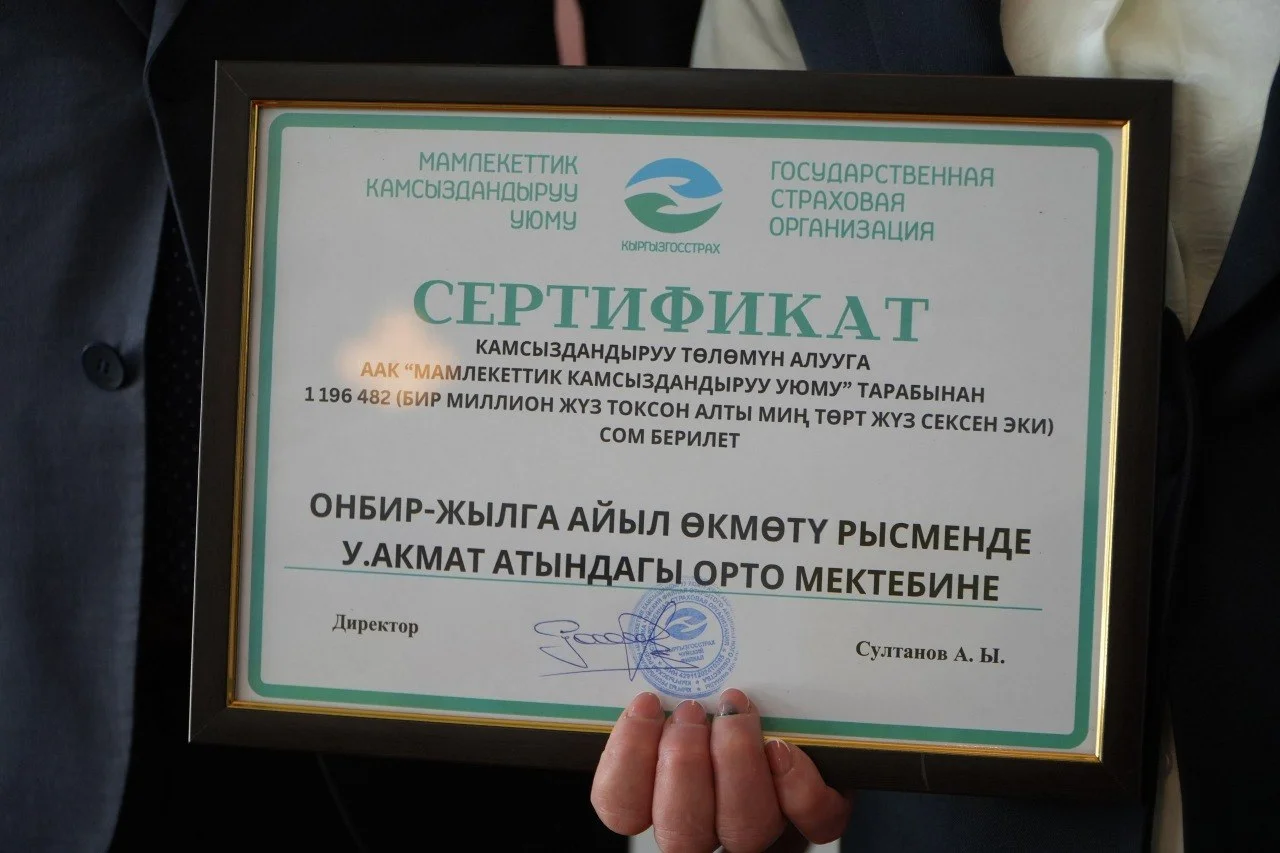 МАМЛЕКЕТТИК
КАМСЫЗДАНДЫРУУ
УЮМУ
КЫРГЫЗГОССТРАХ
ГОСУДАРСТВЕННАЯ
СТРАХОВАЯ
ОРГАНИЗАЦИЯ
СЕРТИФИКАТ
КАМСЫЗДАНДЫРУУ ТӨЛӨМҮН АЛУУГА
ААК “МАМЛЕКЕТТИК КАМСЫЗДАНДЫРУУ УЮМУ” ТАРАБЫНАН
1 196 482 (БИР МИЛЛИОН ЖҮЗ ТОКСОН АЛТЫ МИҢ ТӨРТ ЖҮЗ СЕКСЕН ЭКИ)
СОМ БЕРИЛЕТ
ОНБИР-ЖЫЛГА АЙЫЛ ӨКМӨТҮ РЫСМЕНДЕ
У.АКМАТ АТЫНДАГЫ ОРТО МЕКТЕБИНЕ
Директор
КЫРГЫЗГОССТРАХ
Султанов А. Ы.